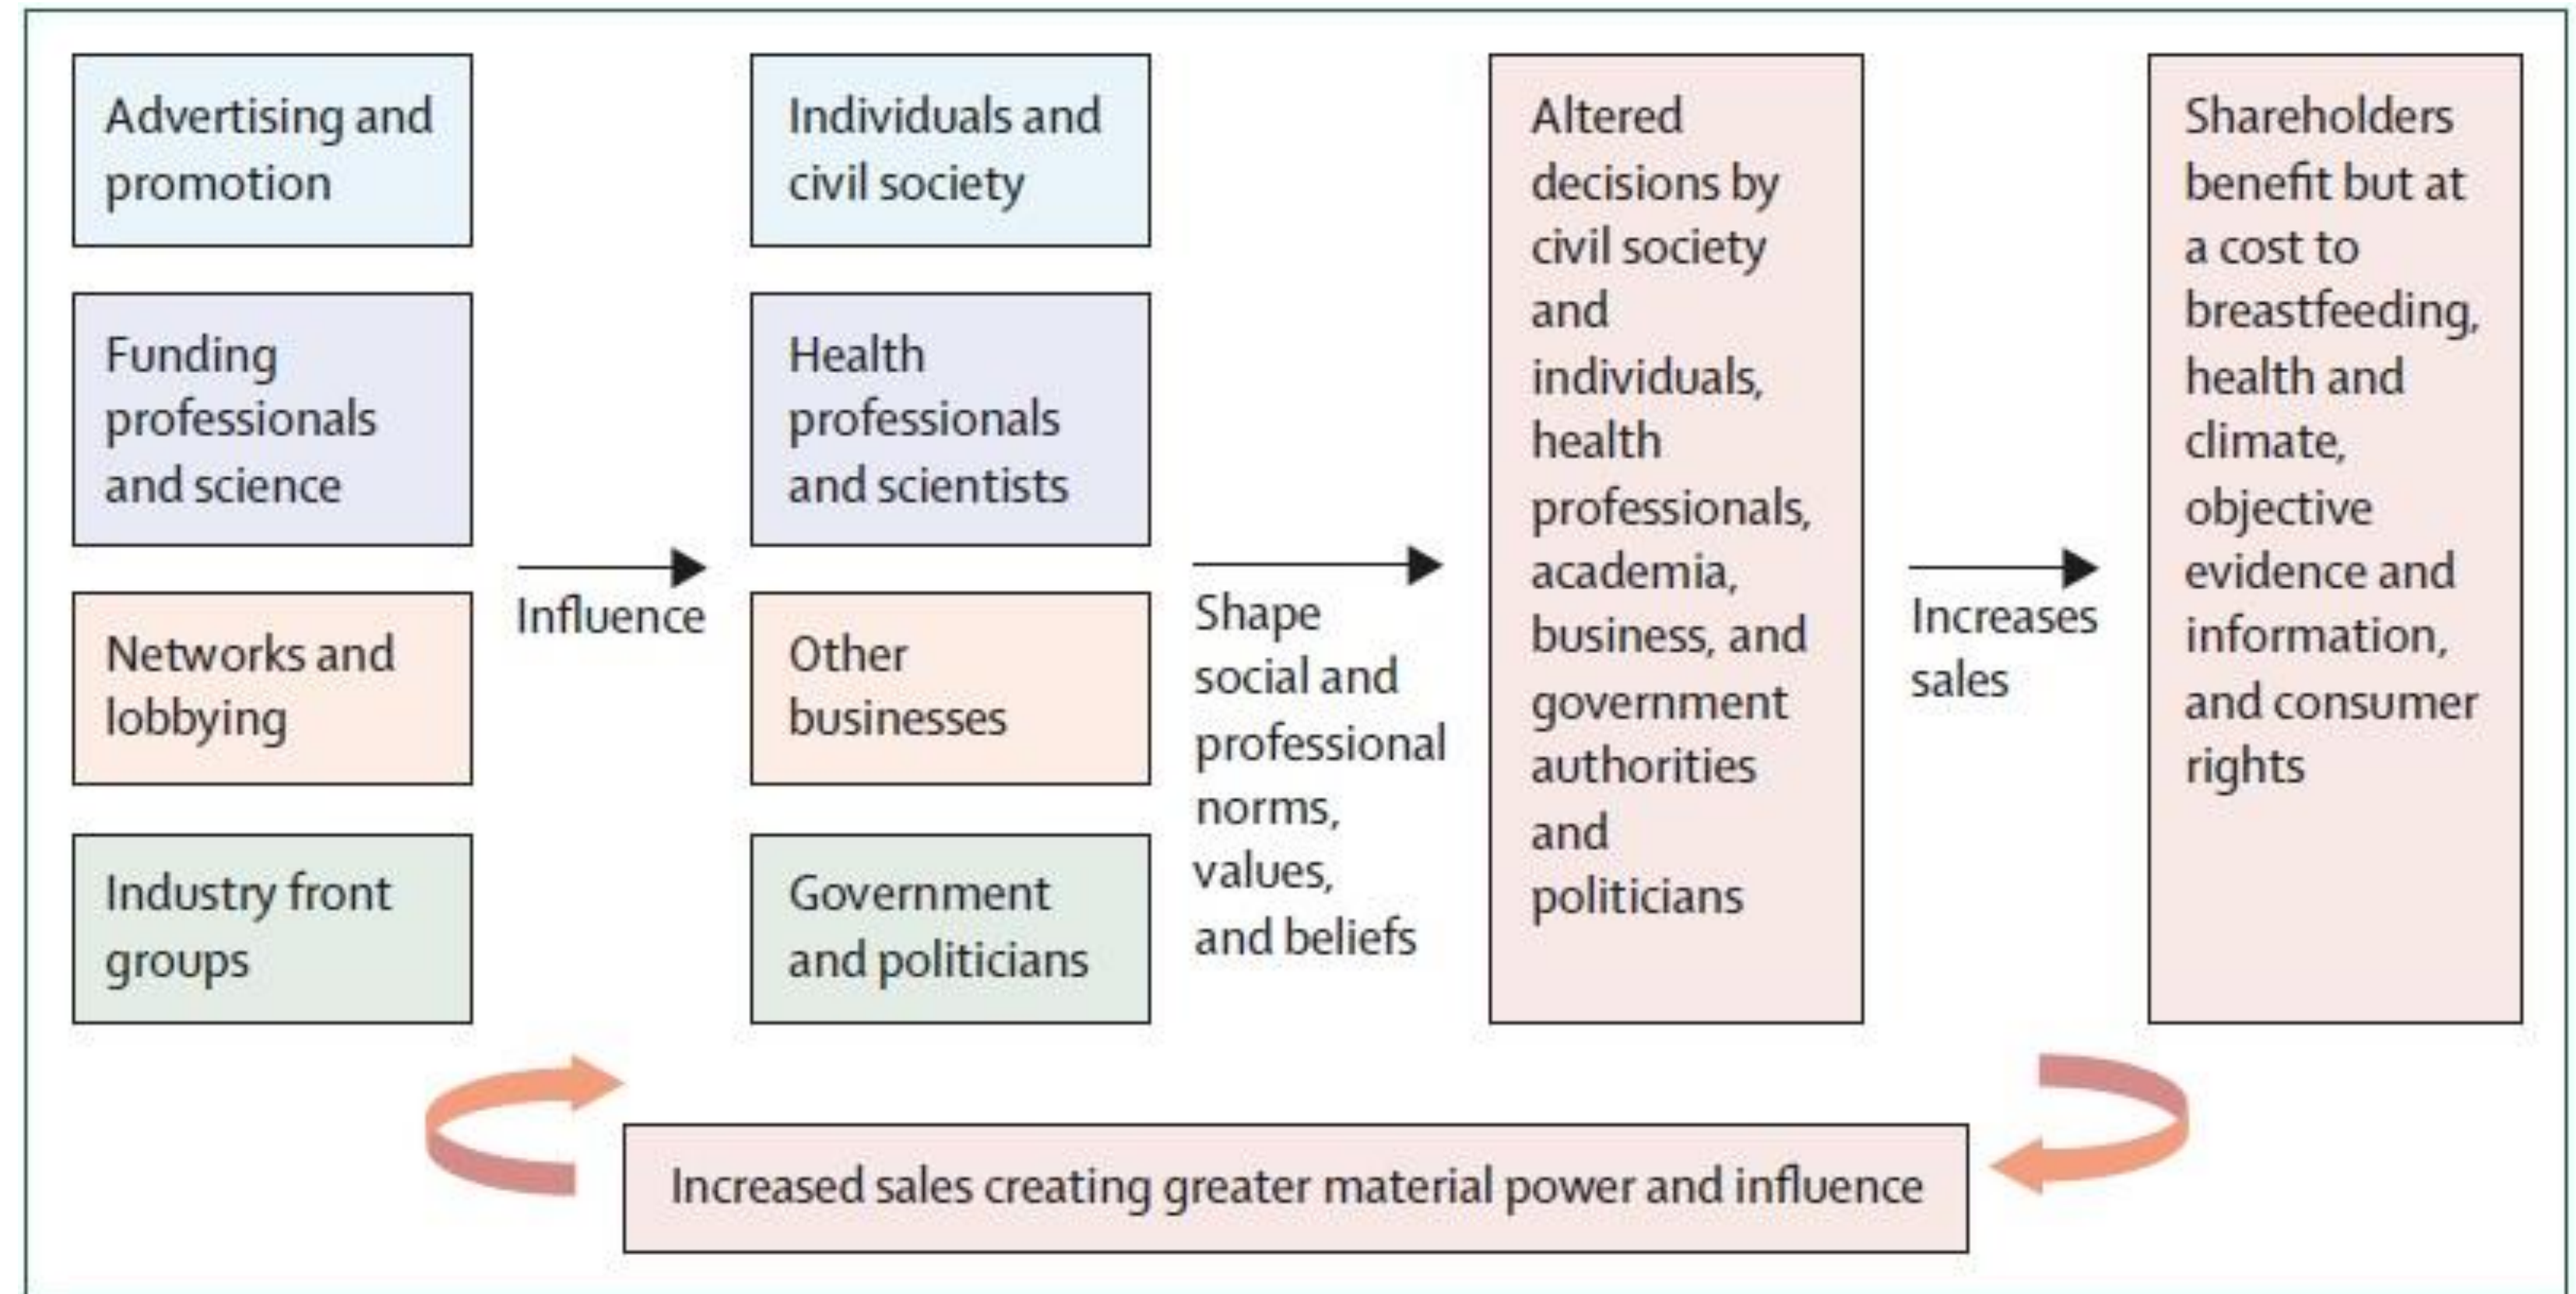 Advertising and
promotion
Funding
professionals
and science
Networks and
lobbying
Industry front
groups
Influence
Individuals and
civil society
Health
professionals
and scientists
Other
businesses
Government
and politicians
Shape
social and
professional
norms,
values,
and beliefs
Altered
decisions by
civil society
and
individuals,
health
professionals,
academia,
business, and
government
authorities
and
politicians
Increases
sales
Shareholders
benefit but at
a cost to
breastfeeding,
health and
climate,
objective
evidence and
information,
and consumer
rights
Increased sales creating greater material power and influence